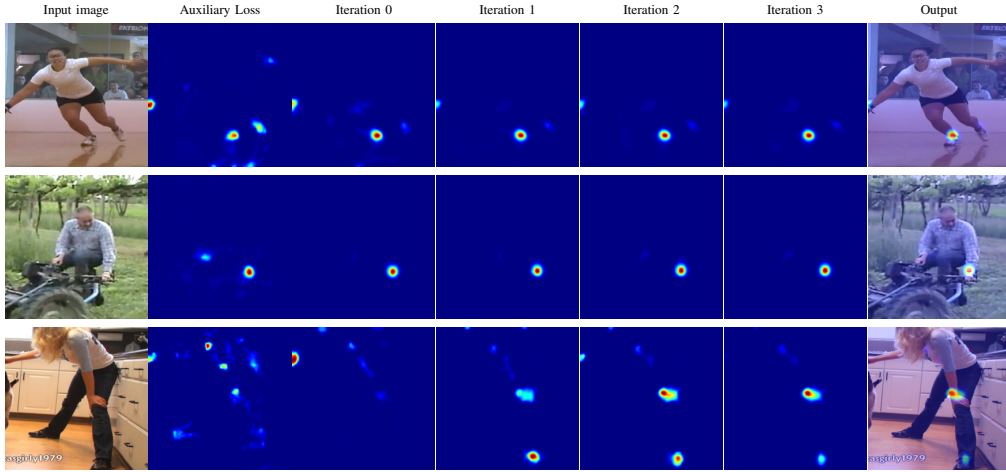 Input image Auxiliary Loss Iteration 0 Iteration 1 Iteration 2 Iteration 3 Output
asgirly1979 asgirly1979